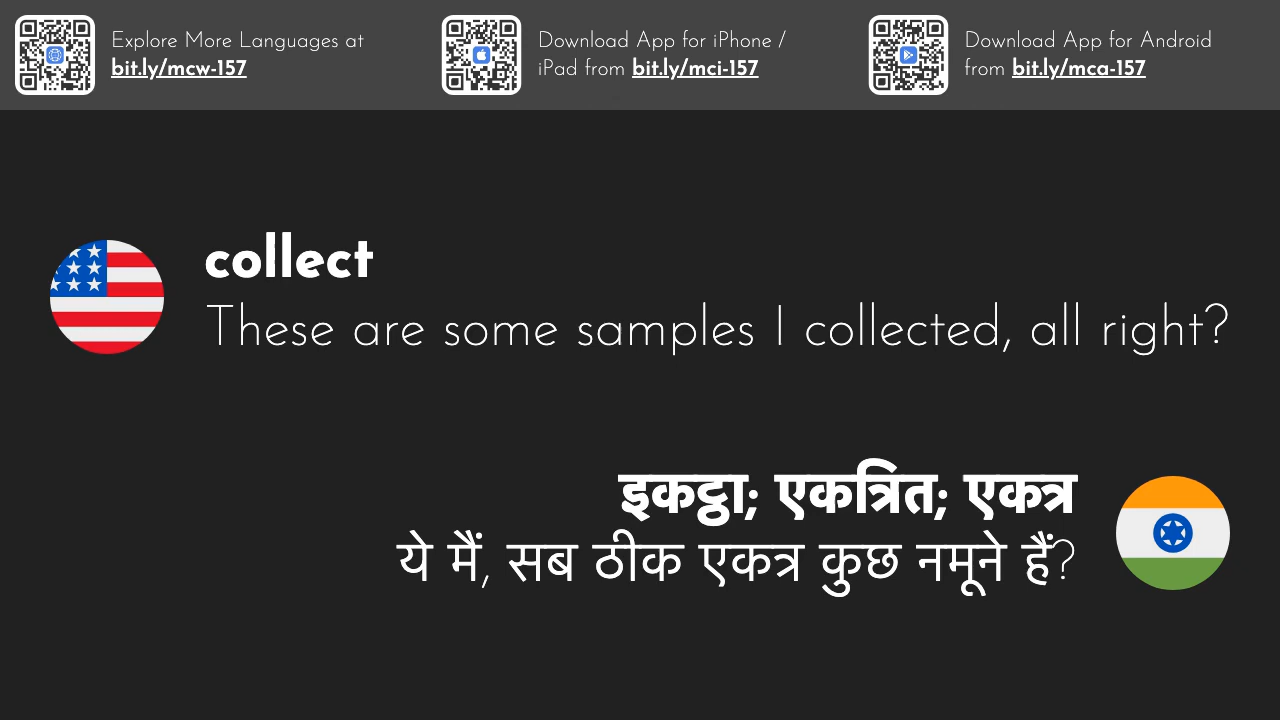 Explore More Languages at
bit.ly/mcw-157
Download App for iPhone /
iPad from bit.ly/mci-157
Download App for Android
from bit.ly/mca-157
collect
These are some samples I collected, all right?
इकट्ठा; एकत्रित; एकत्र
ये मैं, सब ठीक एकत्र कुछ नमूने हैं?